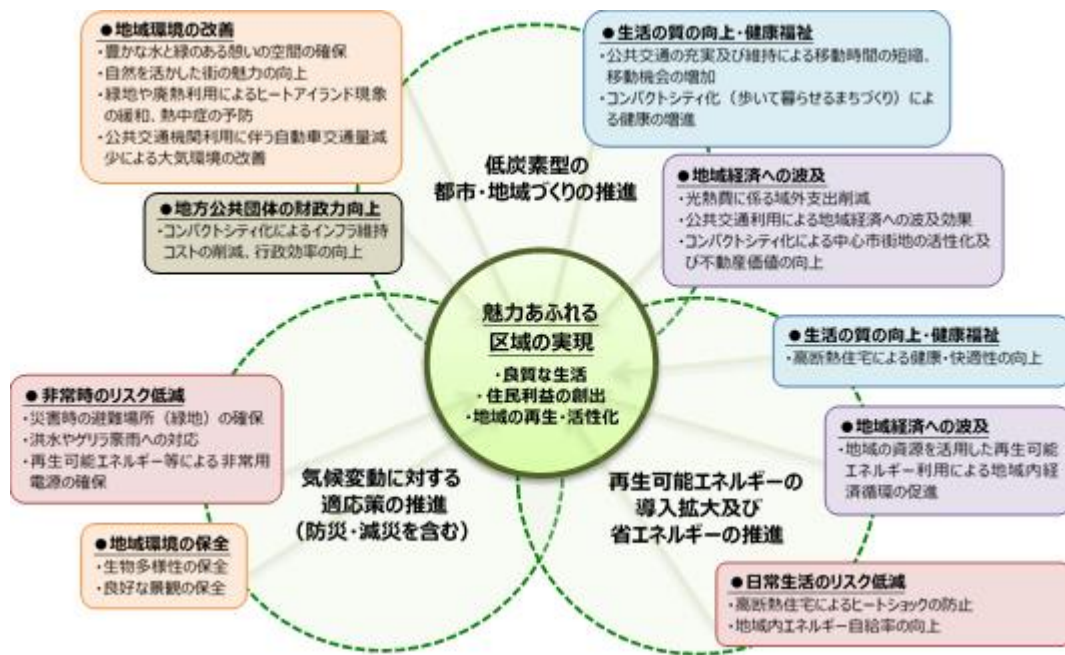 ●地域環境の改善
・豊かな水と緑のある憩いの空間の確保
・自然を活かした街の魅力の向上
・緑地や廃熱利用によるヒートアイランド現象
の緩和、熱中症の予防
・公共交通機関利用に伴う自動車交通量減
少による大気環境の改善
●生活の質の向上・健康福祉
・公共交通の充実及び維持による移動時間の短縮、
移動機会の増加
・コンパクトシティ化（歩いて暮らせるまちづくり）によ
る健康の増進
低炭素型の
都市・地域づくりの推進
●地方公共団体の財政力向上
・コンパクトシティ化によるインフラ維持
コストの削減、行政効率の向上
●地域経済への波及
・光熱費に係る域外支出削減
・公共交通利用による地域経済への波及効果
・コンパクトシティ化による中心市街地の活性化及
び不動産価値の向上
魅力あふれる
区域の実現
・良質な生活
・住民利益の創出
・地域の再生・活性化
●生活の質の向上・健康福祉
・高断熱住宅による健康・快適性の向上
●非常時のリスク低減
・災害時の避難場所（緑地）の確保
・洪水やゲリラ豪雨への対応
・再生可能エネルギー等による非常用
電源の確保
●地域経済への波及
・地域の資源を活用した再生可能
エネルギー利用による地域内経
済循環の促進
気候変動に対する
適応策の推進
（防災・減災を含む）
再生可能エネルギーの
導入拡大及び
省エネルギーの推進
●地域環境の保全
・生物多様性の保全
・良好な景観の保全
●日常生活のリスク低減
・高断熱住宅によるヒートショックの防止
・地域内エネルギー自給率の向上